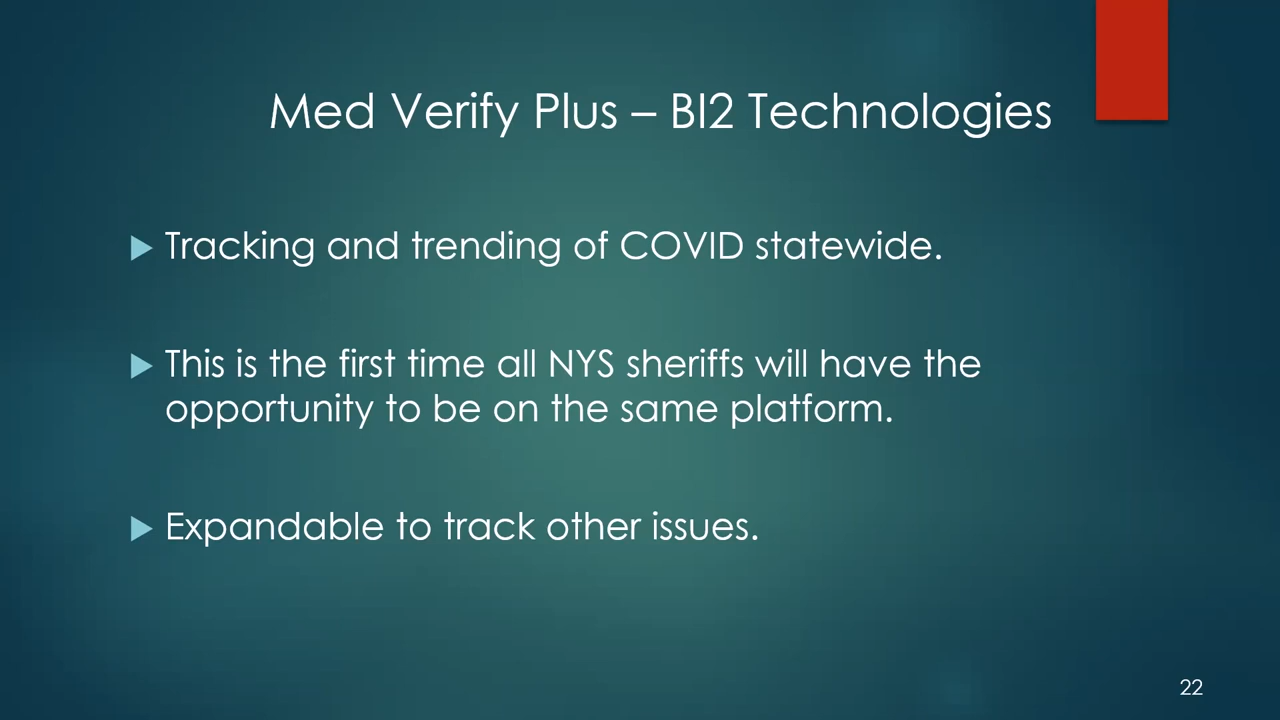 Med Verify Plus – BI2 Technologies
Tracking and trending of COVID statewide.
This is the first time all NYS sheriffs will have the
opportunity to be on the same platform.
Expandable to track other issues.
22